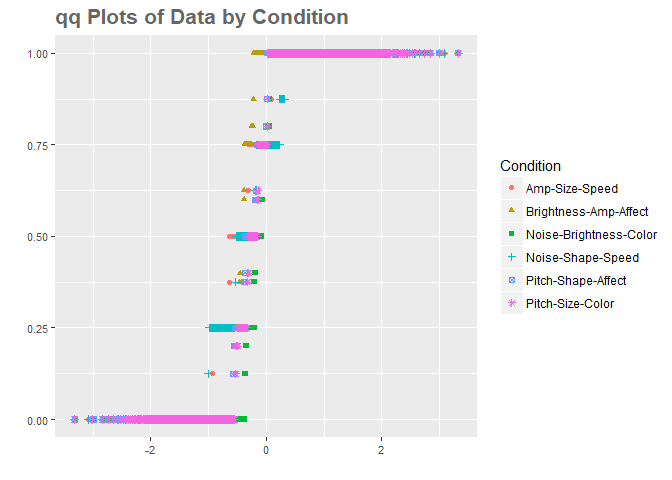 qq Plots of Data by Condition
1.00
0.75
0.50
0.25
0.00
-2
0
2
Condition
Amp-Size-Speed
Brightness-Amp-Affect
Noise-Brightness-Color
Noise-Shape-Speed
Pitch-Shape-Affect
Pitch-Size-Color